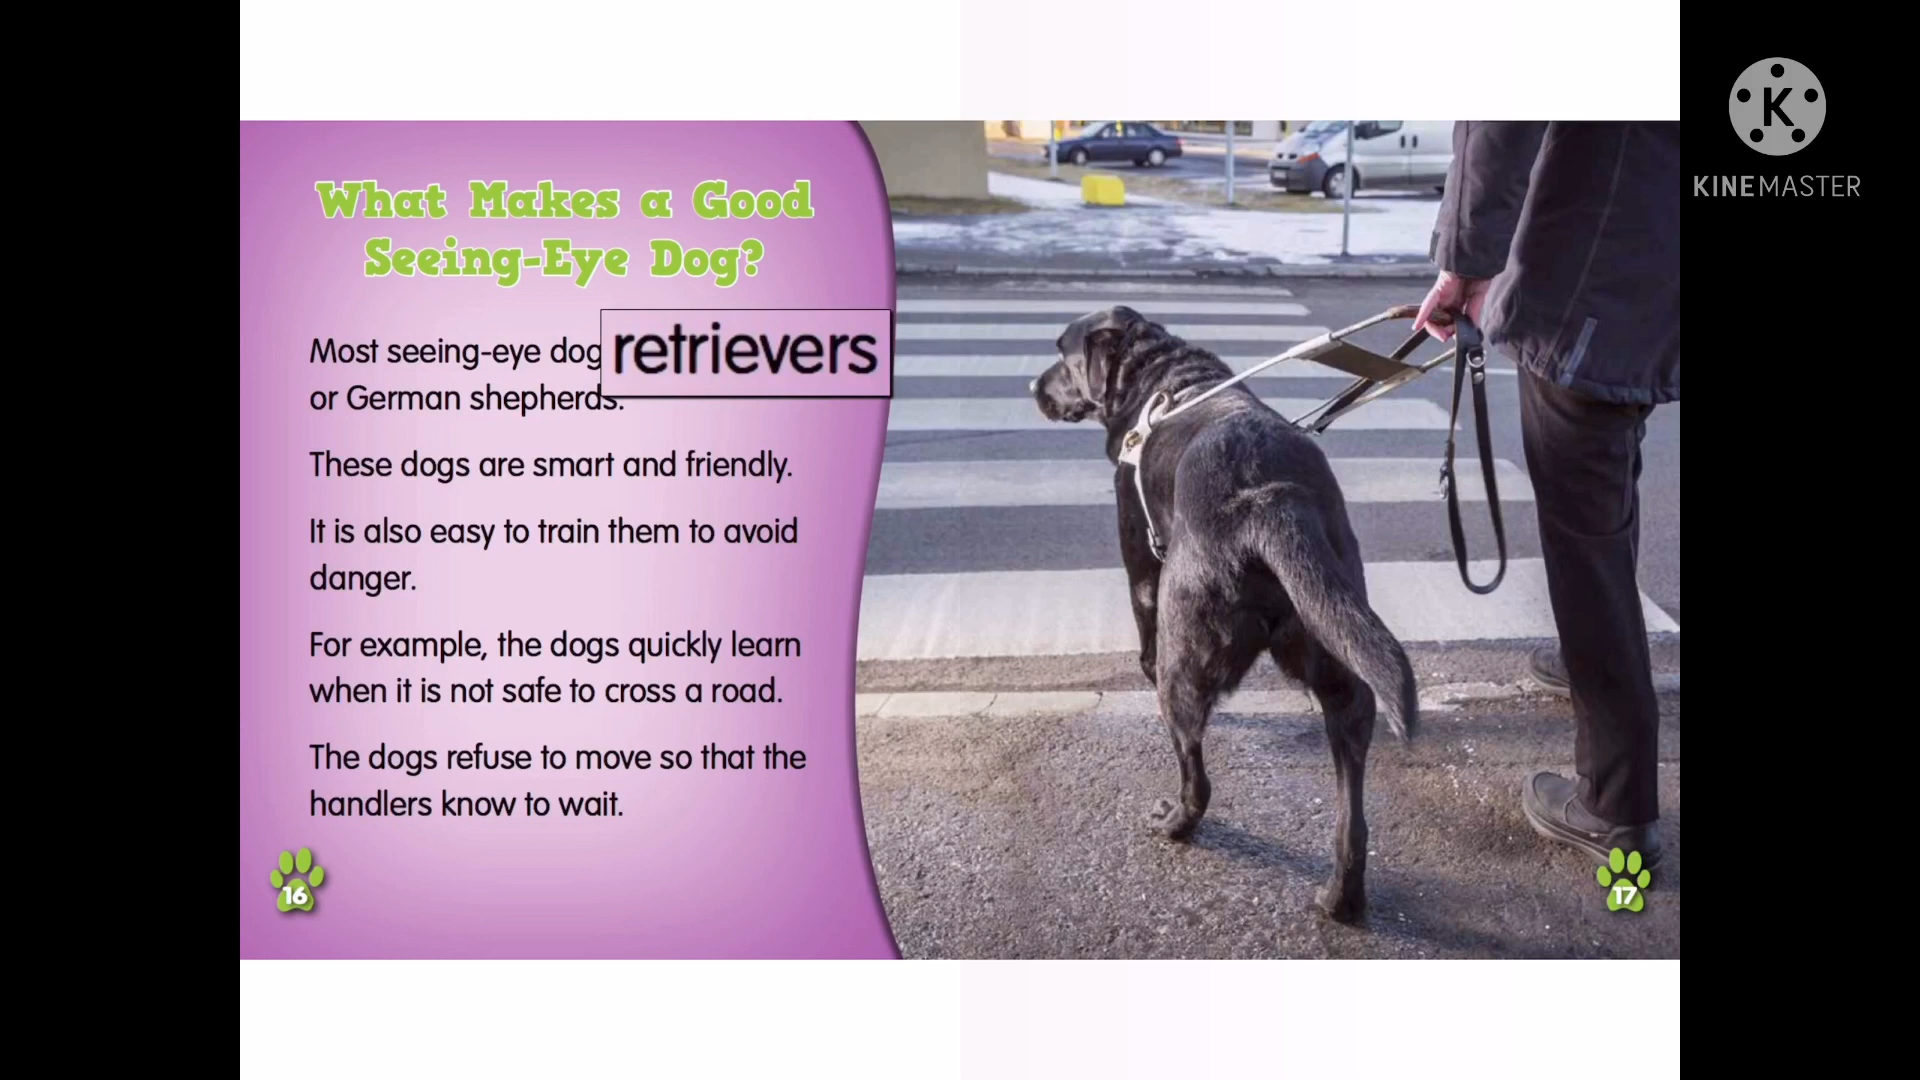 What Makes a Good
Seeing-Eye Dog?
Most seeing-eye dog retrievers
or German shepherds.
These dogs are smart and friendly.
It is also easy to train them to avoid
danger.
For example, the dogs quickly learn
when it is not safe to cross a road.
The dogs refuse to move so that the
handlers know to wait.
16
17
K
KINEMASTER